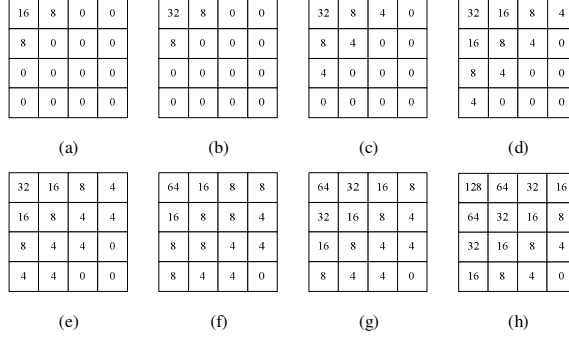 16 8 0 0 32 8 0 0 32 8 4 0 32 16 8 4
8 0 0 0 8 0 0 0 8 4 0 0 16 8 4 0
0 0 0 0 0 0 0 0 4 0 0 0 8 4 0 0
0 0 0 0 0 0 0 0 0 0 0 0 4 0 0 0
(a) (b) (c) (d)
32 16 8 4 64 16 8 8 64 32 16 8 128 64 32 16
16 8 4 4 16 8 8 4 32 16 8 4 64 32 16 8
8 4 4 0 8 8 4 4 16 8 4 4 32 16 8 4
4 4 0 0 8 4 4 0 8 4 4 0 16 8 4 0
(e) (f) (g) (h)